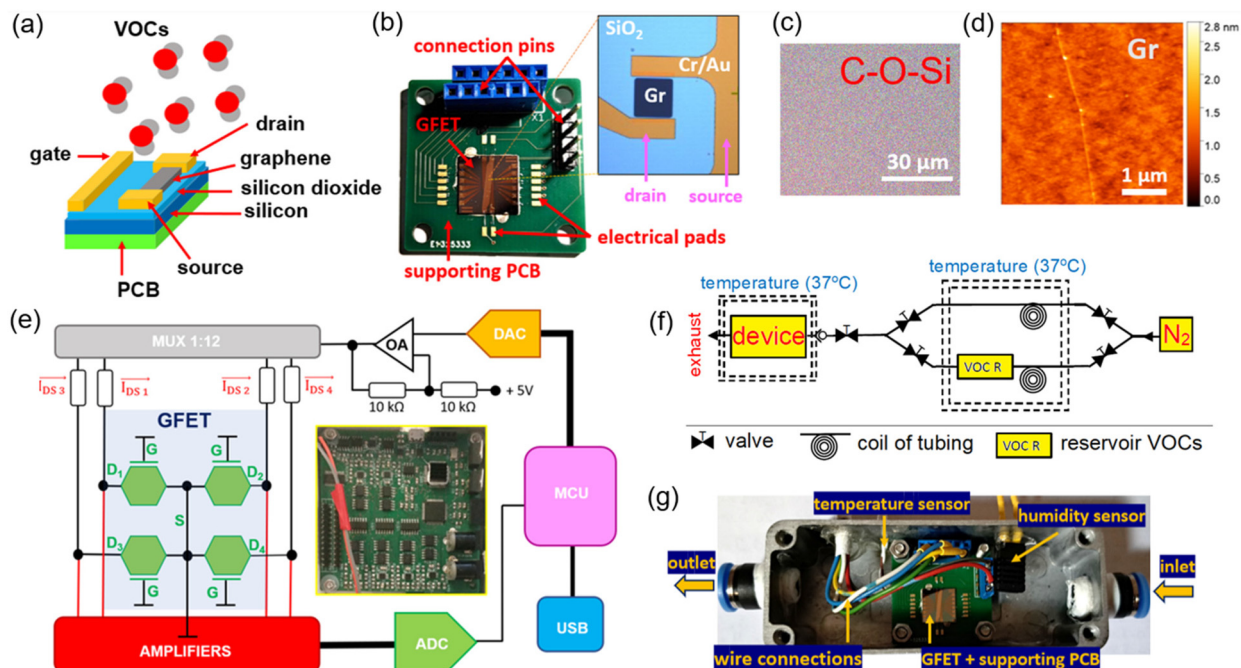 (a)
VOCs
drain
gate
graphene
silicon dioxide
silicon
source
PCB
(b)
connection pins
GFET
X1
supporting PCB
electrical pads
SiO₂
Cr/Au
Gr
drain
source
(c)
C-O-Si
30 µm
(d)
Gr
1 µm
2.8 nm
2.5
2.0
1.5
1.0
0.5
0.0
(e)
MUX 1:12
OA
DAC
10 kΩ
10 kΩ
+ 5V
I_DS 3
I_DS 1
I_DS 2
I_DS 4
GFET
G
G
D₁
D₂
S
D₃
D₄
G
G
MCU
AMPLIFIERS
ADC
USB
(f)
temperature (37ºC)
temperature (37ºC)
exhaust
device
VOC R
N₂
valve
coil of tubing
VOC R
reservoir VOCs
(g)
temperature sensor
humidity sensor
outlet
inlet
wire connections
GFET + supporting PCB